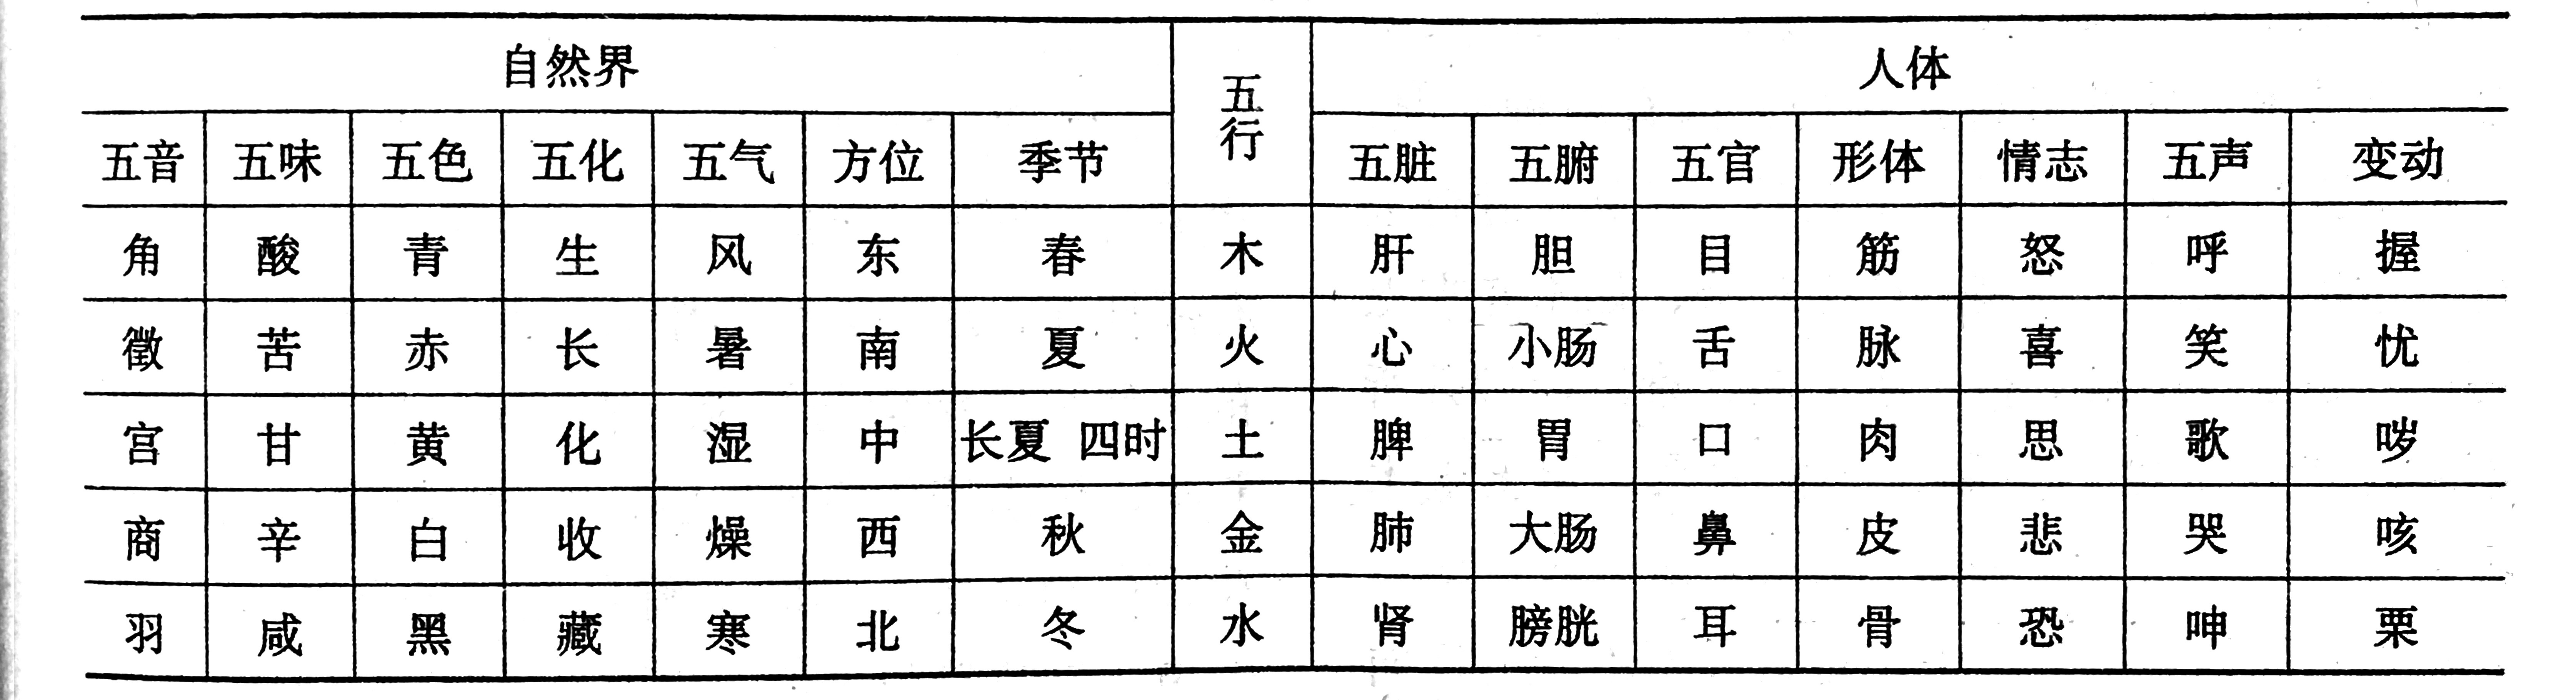 自然界 五行 人体
五音 五味 五色 五化 五气 方位 季节 五脏 五腑 五官 形体 情志 五声 变动
角 酸 青 生 风 东 春 木 肝 胆 目 筋 怒 呼 握
徵 苦 赤 长 暑 南 夏 火 心 小肠 舌 脉 喜 笑 忧
宫 甘 黄 化 湿 中 长夏 四时 土 脾 胃 口 肉 思 歌 哕
商 辛 白 收 燥 西 秋 金 肺 大肠 鼻 皮 悲 哭 咳
羽 咸 黑 藏 寒 北 冬 水 肾 膀胱 耳 骨 恐 呻 栗